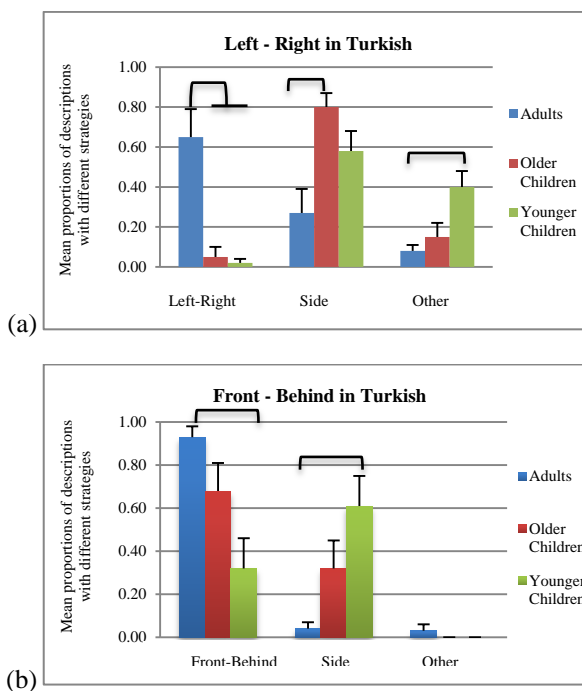 Left - Right in Turkish
Mean proportions of descriptions
with different strategies
1.00
0.80
0.60
0.40
0.20
0.00
Left-Right Side Other
Adults
Older
Children
Younger
Children
(a)
Front - Behind in Turkish
Mean proportions of descriptions
with different strategies
1.00
0.80
0.60
0.40
0.20
0.00
Front-Behind Side Other
Adults
Older
Children
Younger
Children
(b)